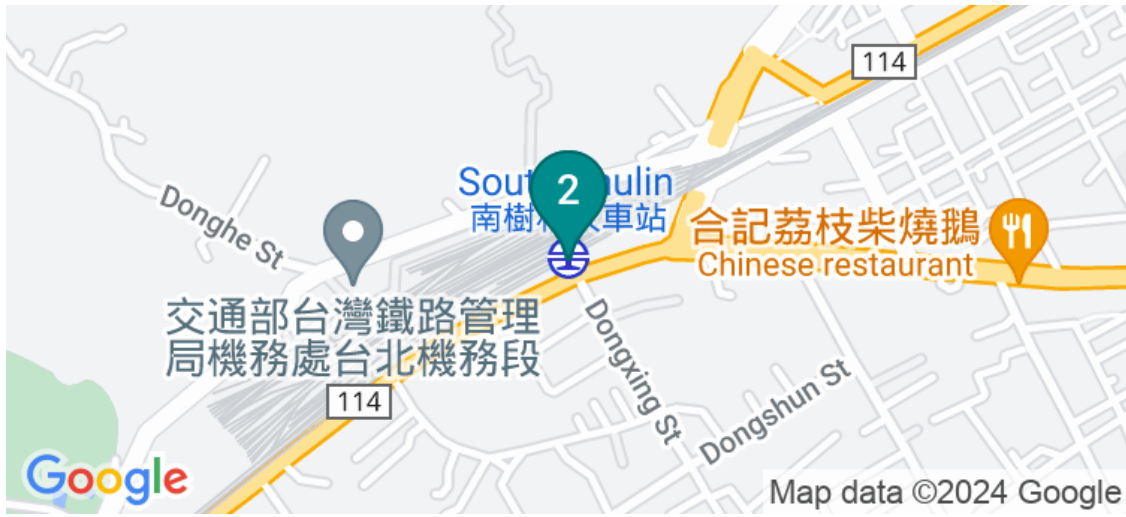 114
2
南樹
車站
Donghe St
合記荔枝柴燒鵝
Chinese restaurant
交通部台灣鐵路管理
局機務處台北機務段
114
Dongxing St
Dongshun St
Google
Map data ©2024 Google